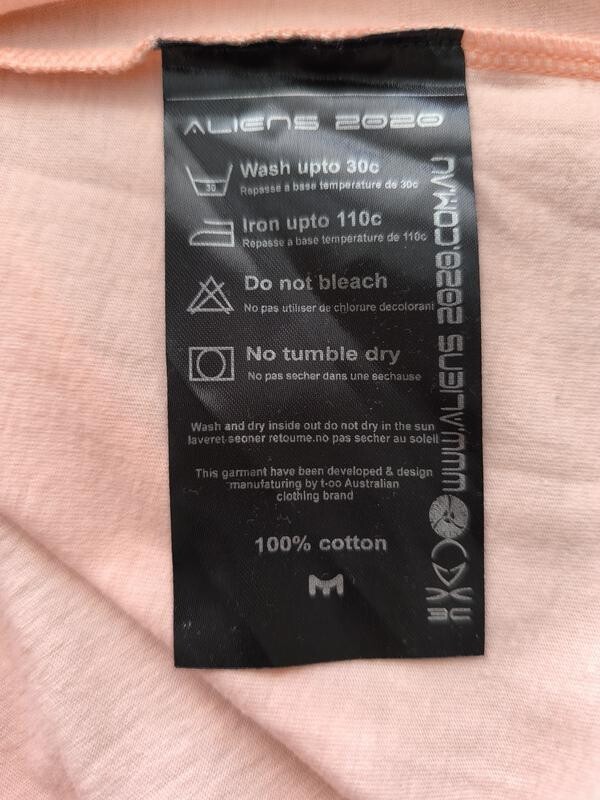 ALIENS 2020
Wash upto 30c
30
Repasse a base temperature de 30c
Iron upto 110c
Repasse a base temperature de 110c
Do not bleach
No pas utiliser de chlorure decolorant
No tumble dry
No pas secher dans une sechause
Wash and dry inside out do not dry in the sun
laveret-seoner retoume.no pas secher au soleil
This garment have been developed & design
manufaturing by t-oo Australian
clothing brand
100% cotton
M
WWW.ALIENS2020.COM.AU